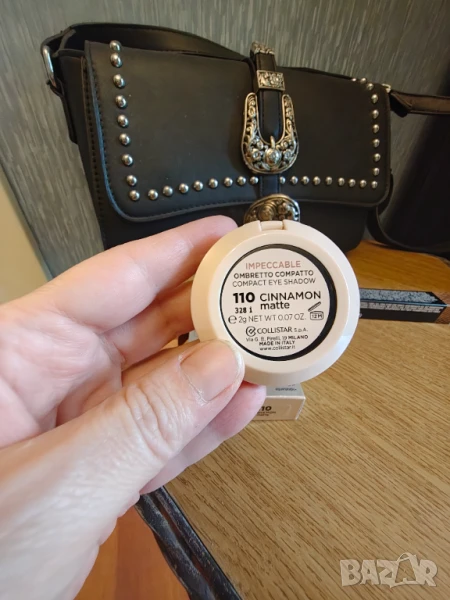 IMPECCABLE
OMBRETTO COMPATTO
COMPACT EYE SHADOW
110 CINNAMON
matte
328 1
℮ 2g NET WT. 0.07 OZ. 12M
COLLISTAR S.p.A.
Via G. B. Pirelli, 19 MILANO
MADE IN ITALY
www.collistar.it
BAZAR